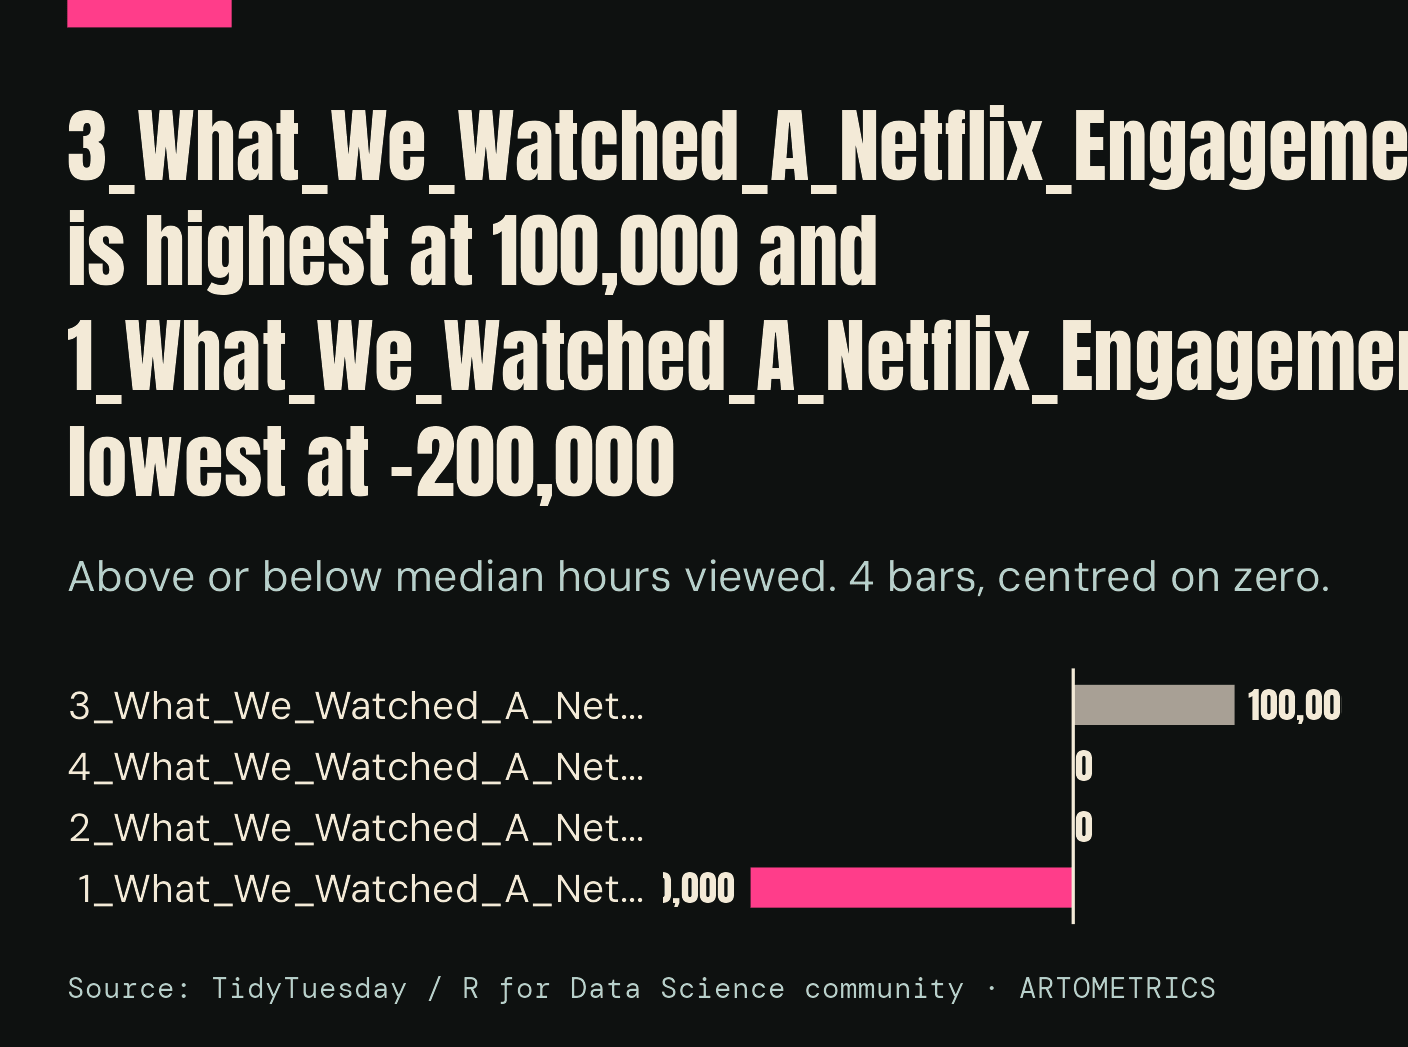 3_What_We_Watched_A_Netflix_Engageme
is highest at 100,000 and
1_What_We_Watched_A_Netflix_Engagemen
lowest at -200,000
Above or below median hours viewed. 4 bars, centred on zero.
3_What_We_Watched_A_Net... 100,00
4_What_We_Watched_A_Net... 0
2_What_We_Watched_A_Net... 0
1_What_We_Watched_A_Net... 0,000
Source: TidyTuesday / R for Data Science community · ARTOMETRICS